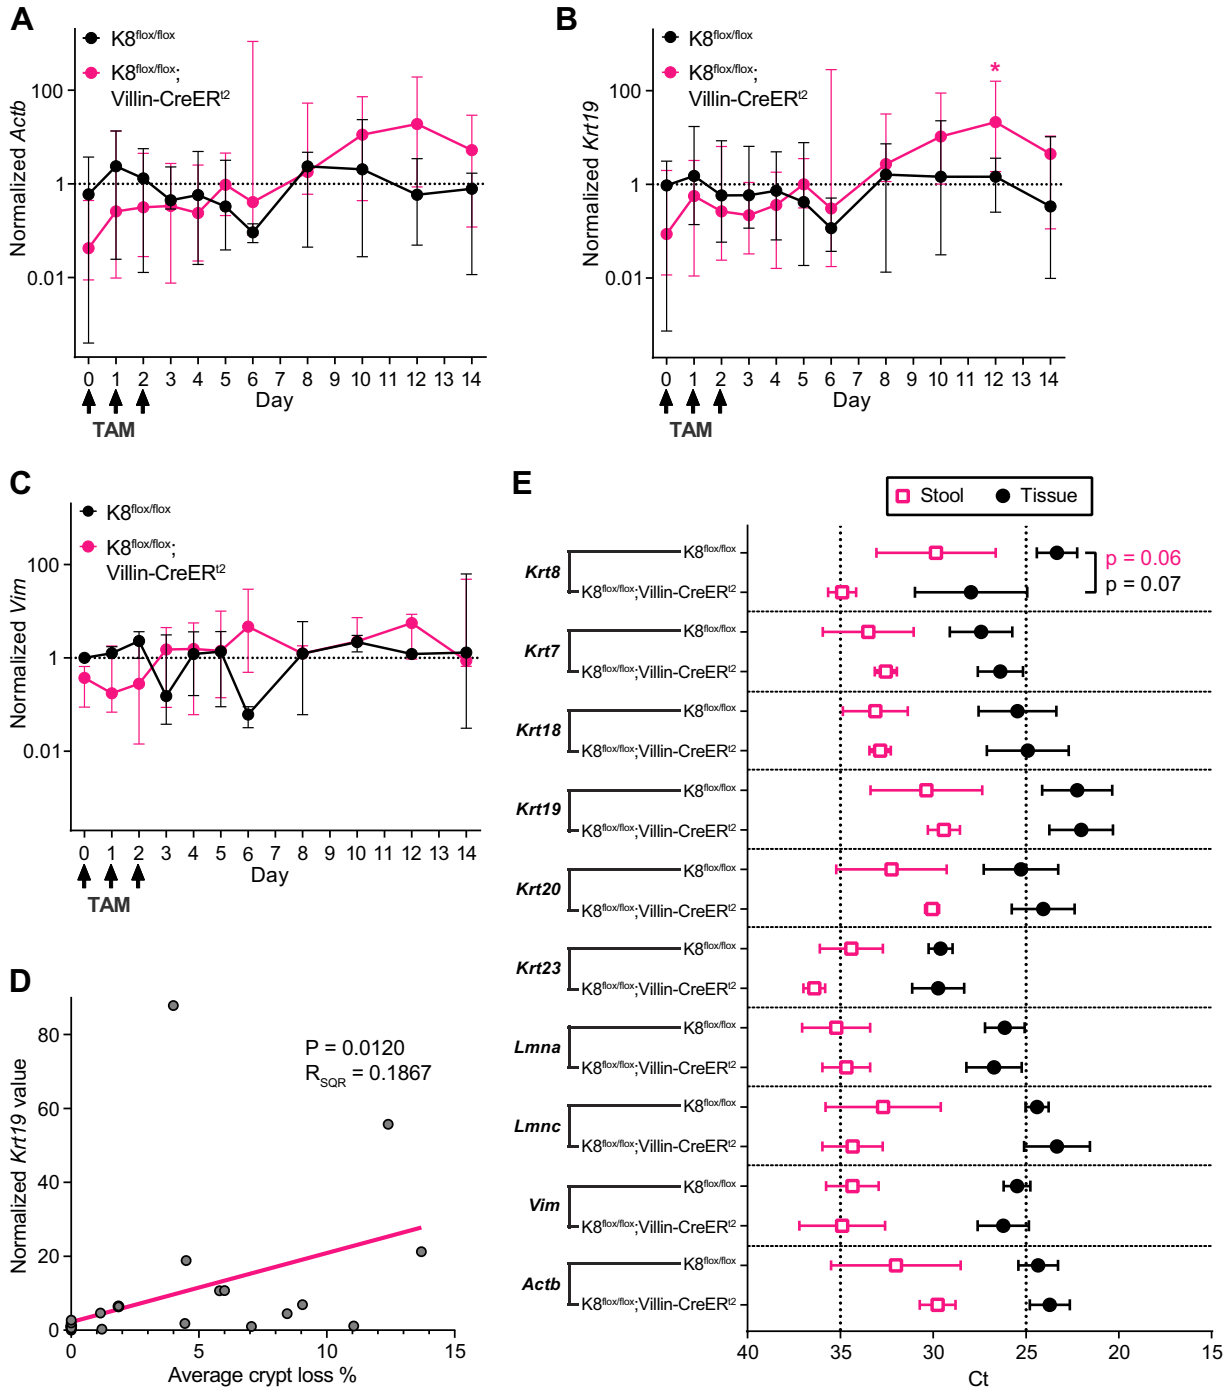 A
K8flox/flox
K8flox/flox;
Villin-CreERt2
Normalized Actb
100
1
0.01
0 1 2 3 4 5 6 8 10 12 13 14
Day
TAM
B
K8flox/flox
K8flox/flox;
Villin-CreERt2
*
Normalized Krt19
100
1
0.01
0 1 2 3 4 5 6 7 8 9 10 11 12 13 14
Day
TAM
C
K8flox/flox
K8flox/flox;
Villin-CreERt2
Normalized Vim
100
1
0.01
0 1 2 3 4 5 6 7 8 9 10 11 12 13 14
Day
TAM
D
Normalized Krt19 value
80
60
40
20
0
P = 0.0120
RSQR = 0.1867
0 5 10 15
Average crypt loss %
E
Stool Tissue
Krt8
K8flox/flox
K8flox/flox;Villin-CreERt2
p = 0.06
p = 0.07
Krt7
K8flox/flox
K8flox/flox;Villin-CreERt2
Krt18
K8flox/flox
K8flox/flox;Villin-CreERt2
Krt19
K8flox/flox
K8flox/flox;Villin-CreERt2
Krt20
K8flox/flox
K8flox/flox;Villin-CreERt2
Krt23
K8flox/flox
K8flox/flox;Villin-CreERt2
Lmna
K8flox/flox
K8flox/flox;Villin-CreERt2
Lmnc
K8flox/flox
K8flox/flox;Villin-CreERt2
Vim
K8flox/flox
K8flox/flox;Villin-CreERt2
Actb
K8flox/flox
K8flox/flox;Villin-CreERt2
40 35 30 25 20 15
Ct